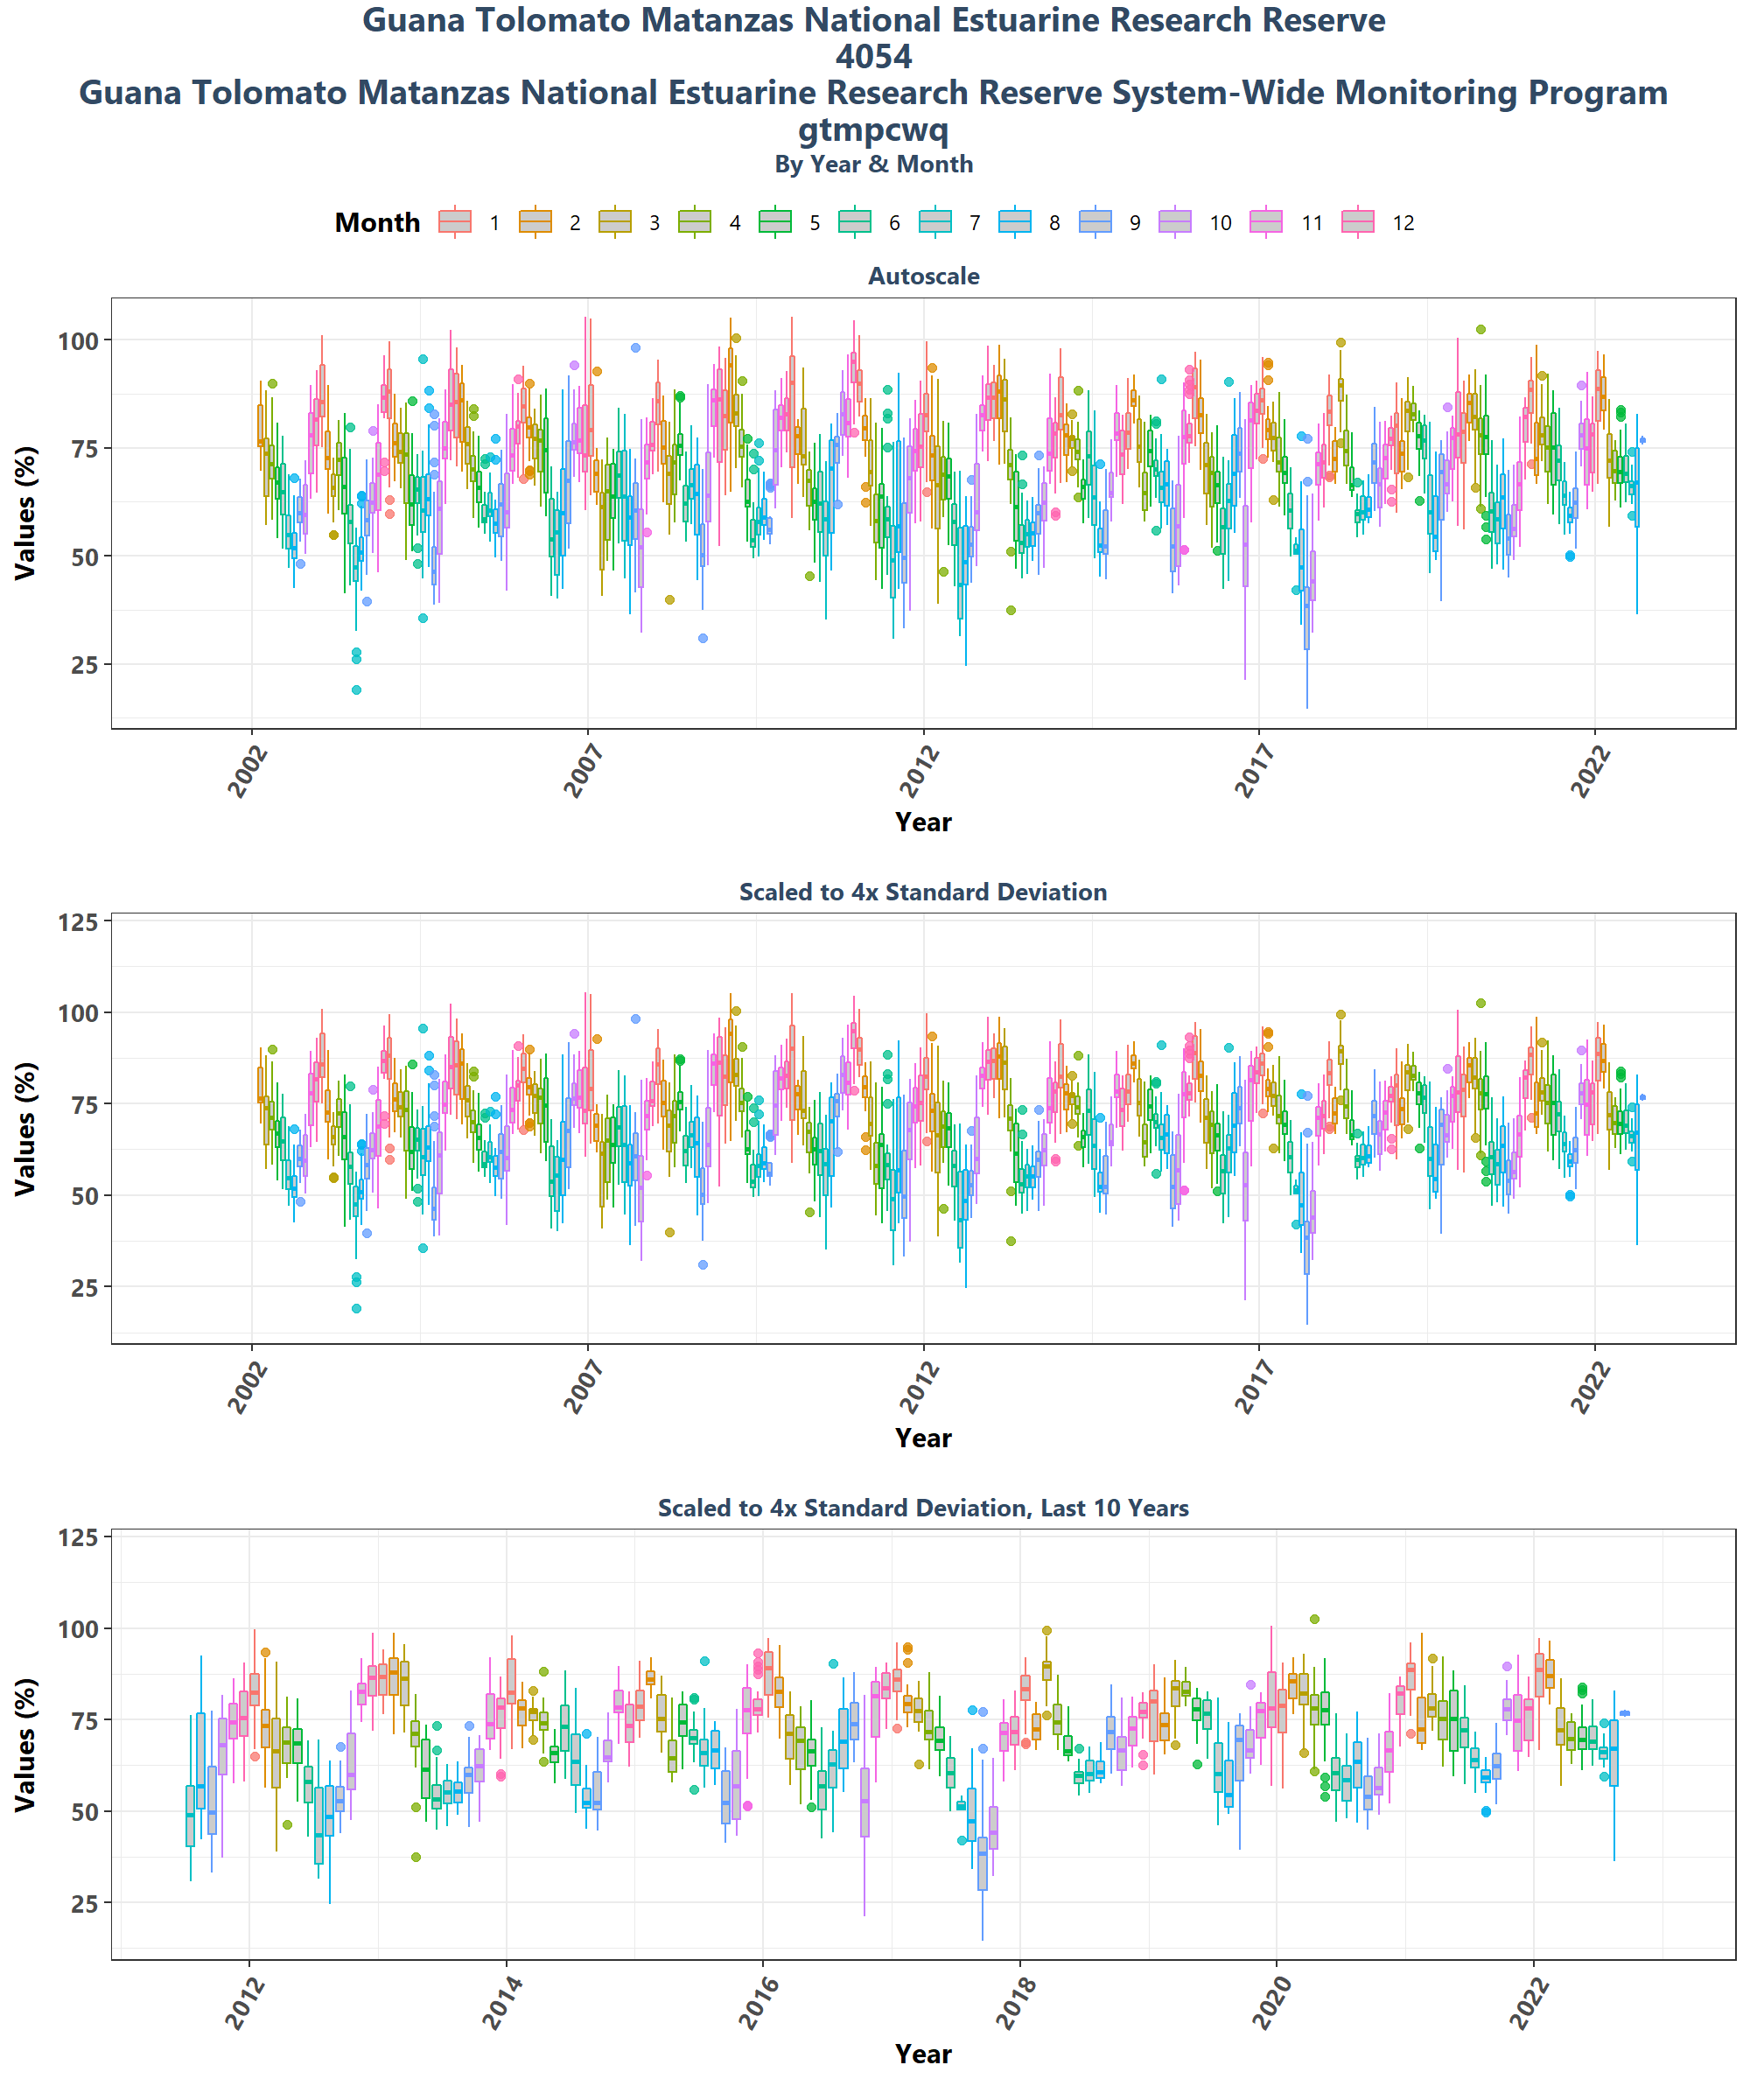 Guana Tolomato Matanzas National Estuarine Research Reserve
4054
Guana Tolomato Matanzas National Estuarine Research Reserve System-Wide Monitoring Program
gtmpcwq
By Year & Month
Month 1 2 3 4 5 6 7 8 9 10 11 12
Autoscale
Values (%)
100
75
50
25
2002 2007 2012 2017 2022
Year
Scaled to 4x Standard Deviation
Values (%)
125
100
75
50
25
2002 2007 2012 2017 2022
Year
Scaled to 4x Standard Deviation, Last 10 Years
Values (%)
125
100
75
50
25
2012 2014 2016 2018 2020 2022
Year